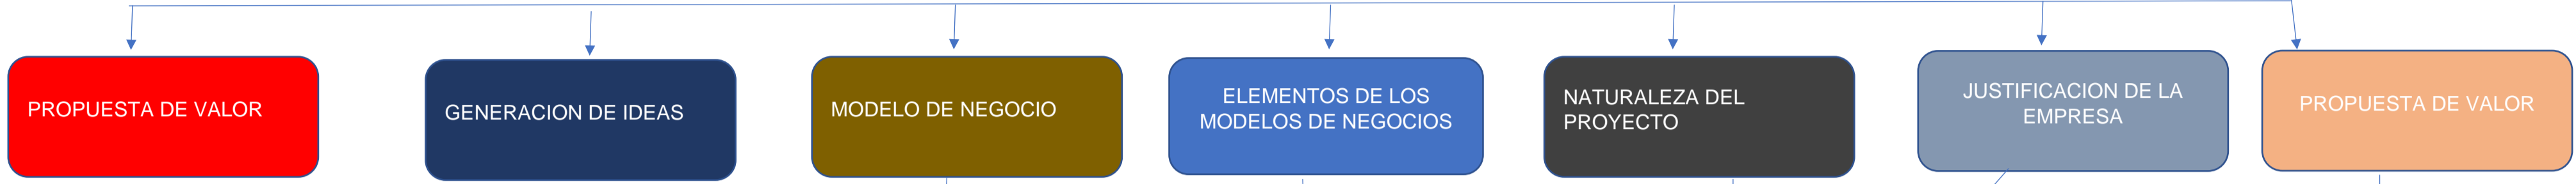 PROPUESTA DE VALOR
GENERACION DE IDEAS
MODELO DE NEGOCIO
ELEMENTOS DE LOS
MODELOS DE NEGOCIOS
NATURALEZA DEL
PROYECTO
JUSTIFICACION DE LA
EMPRESA
PROPUESTA DE VALOR